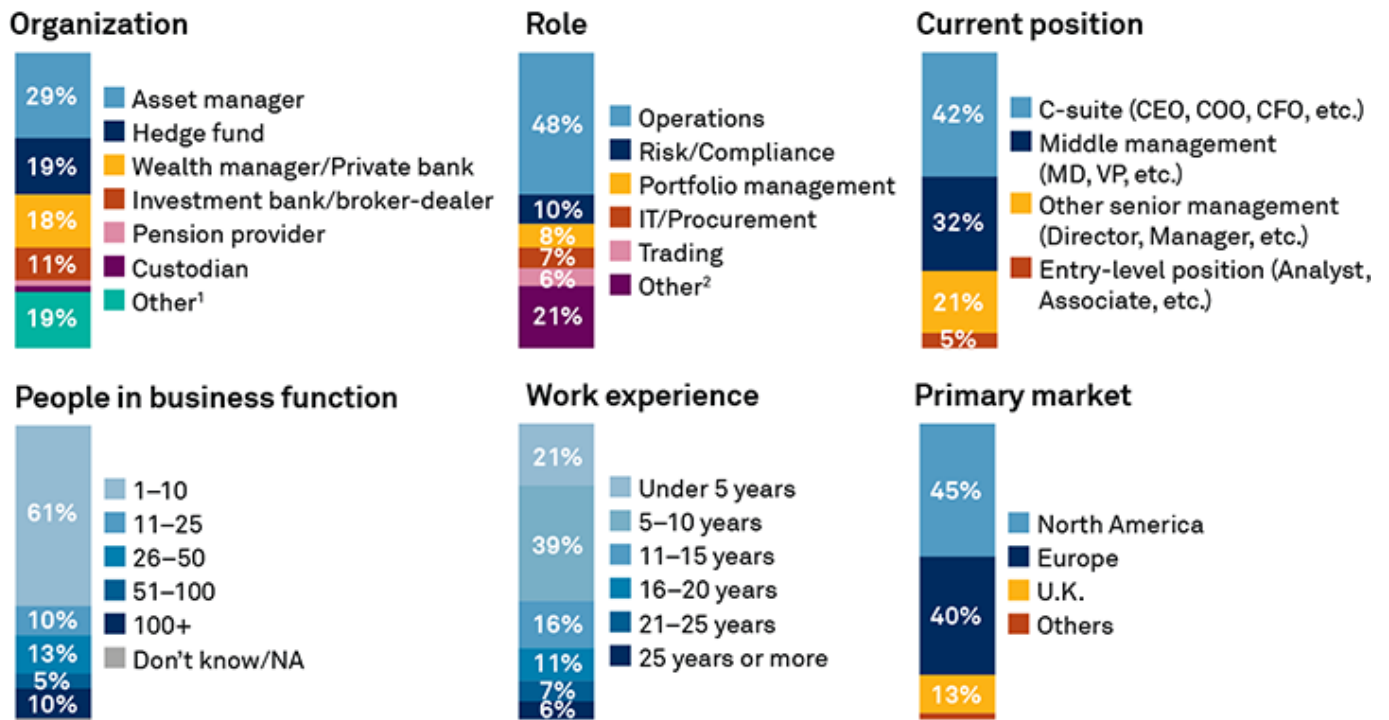 Organization
29%
19%
18%
11%
19%
Asset manager
Hedge fund
Wealth manager/Private bank
Investment bank/broker-dealer
Pension provider
Custodian
Other¹
Role
48%
10%
8%
7%
6%
21%
Operations
Risk/Compliance
Portfolio management
IT/Procurement
Trading
Other²
Current position
42%
32%
21%
5%
C-suite (CEO, COO, CFO, etc.)
Middle management
(MD, VP, etc.)
Other senior management
(Director, Manager, etc.)
Entry-level position (Analyst,
Associate, etc.)
People in business function
61%
10%
13%
5%
10%
1–10
11–25
26–50
51–100
100+
Don't know/NA
Work experience
21%
39%
16%
11%
7%
6%
Under 5 years
5–10 years
11–15 years
16–20 years
21–25 years
25 years or more
Primary market
45%
40%
13%
North America
Europe
U.K.
Others